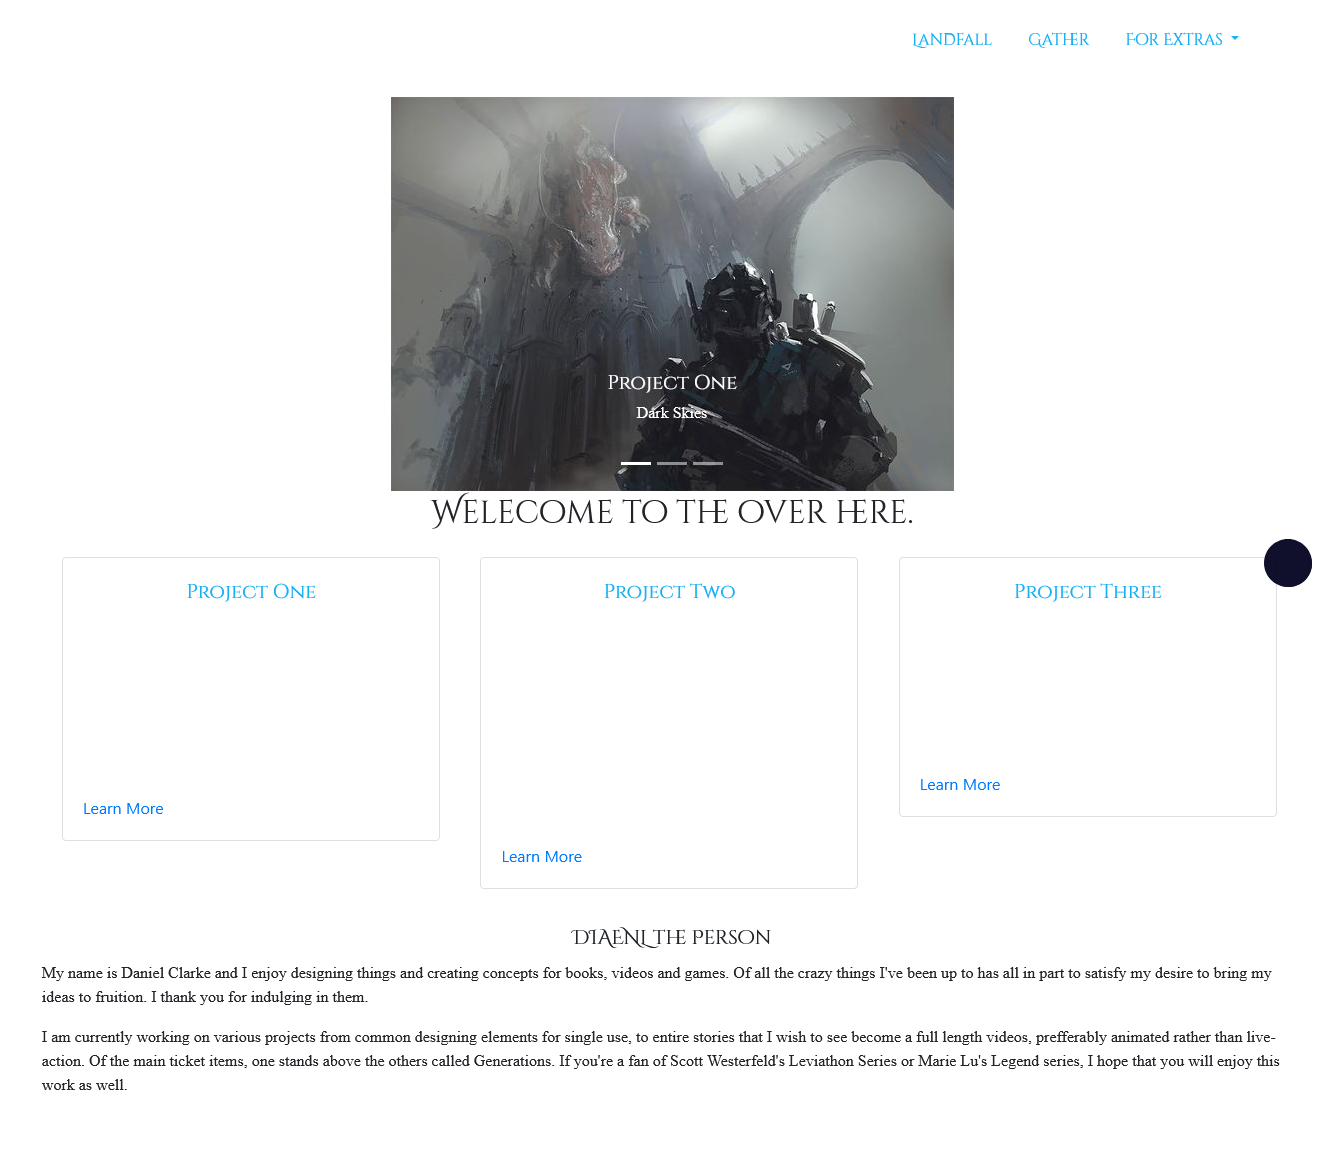 Landfall Gather For Extras
Project One
Dark Skies
Welecome to the over here.
Project One
Learn More
Project Two
Learn More
Project Three
Learn More
DIAENL the Person
My name is Daniel Clarke and I enjoy designing things and creating concepts for books, videos and games. Of all the crazy things I've been up to has all in part to satisfy my desire to bring my
ideas to fruition. I thank you for indulging in them.
I am currently working on various projects from common designing elements for single use, to entire stories that I wish to see become a full length videos, prefferably animated rather than live-
action. Of the main ticket items, one stands above the others called Generations. If you're a fan of Scott Westerfeld's Leviathon Series or Marie Lu's Legend series, I hope that you will enjoy this
work as well.